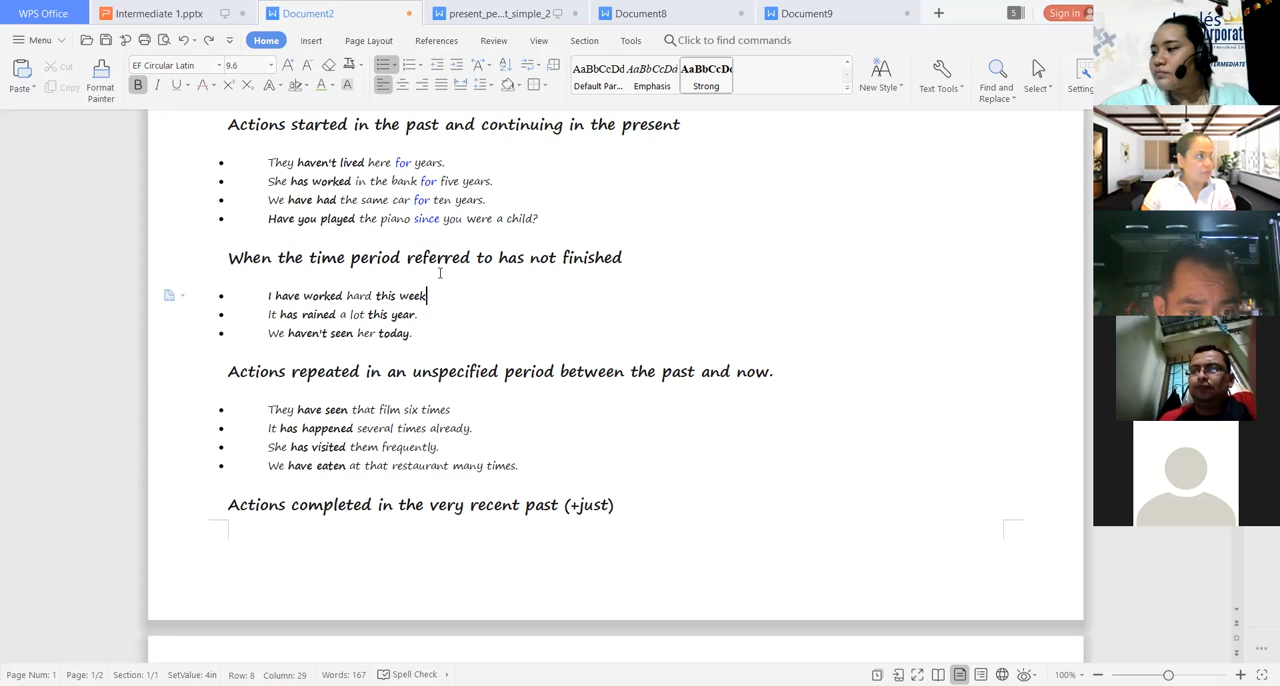 WPS Office
Intermediate 1.pptx
Document2
present_pe...t_simple_2
Document8
Document9
5
Sign in
Menu
Home
Insert
Page Layout
References
Review
View
Section
Tools
Click to find commands
Paste
Cut
Copy
Format Painter
EF Circular Latin
9.6
AaBbCcDd
AaBbCcDd
AaBbCcDd
Default Par...
Emphasis
Strong
New Style
Text Tools
Find and Replace
Select
Setting
Actions started in the past and continuing in the present
They haven't lived here for years.
She has worked in the bank for five years.
We have had the same car for ten years.
Have you played the piano since you were a child?
When the time period referred to has not finished
I have worked hard this week
It has rained a lot this year.
We haven't seen her today.
Actions repeated in an unspecified period between the past and now.
They have seen that film six times
It has happened several times already.
She has visited them frequently.
We have eaten at that restaurant many times.
Actions completed in the very recent past (+just)
Page Num: 1 Page: 1/2 Section: 1/1 SetValue: 4in Row: 8 Column: 29 Words: 167 Spell Check
100%